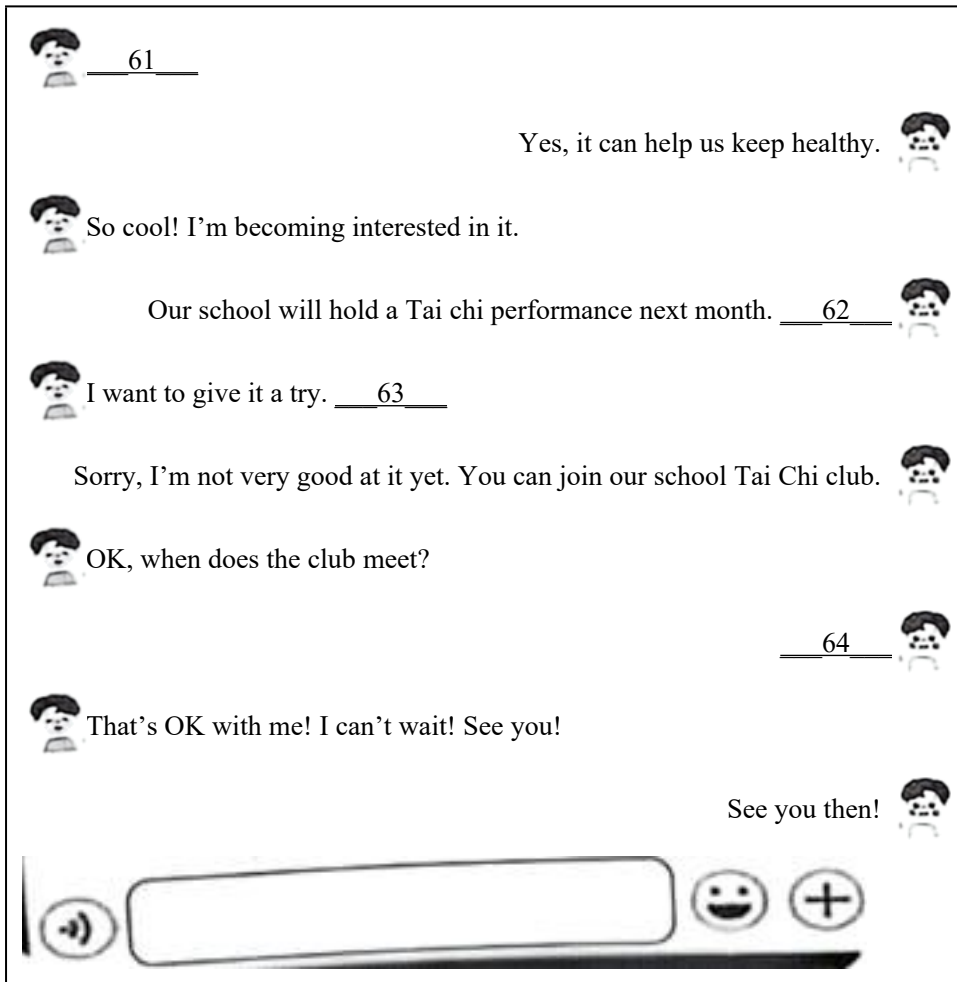 ___61___
Yes, it can help us keep healthy.
So cool! I'm becoming interested in it.
Our school will hold a Tai chi performance next month. ___62___
I want to give it a try. ___63___
Sorry, I'm not very good at it yet. You can join our school Tai Chi club.
OK, when does the club meet?
___64___
That's OK with me! I can't wait! See you!
See you then!